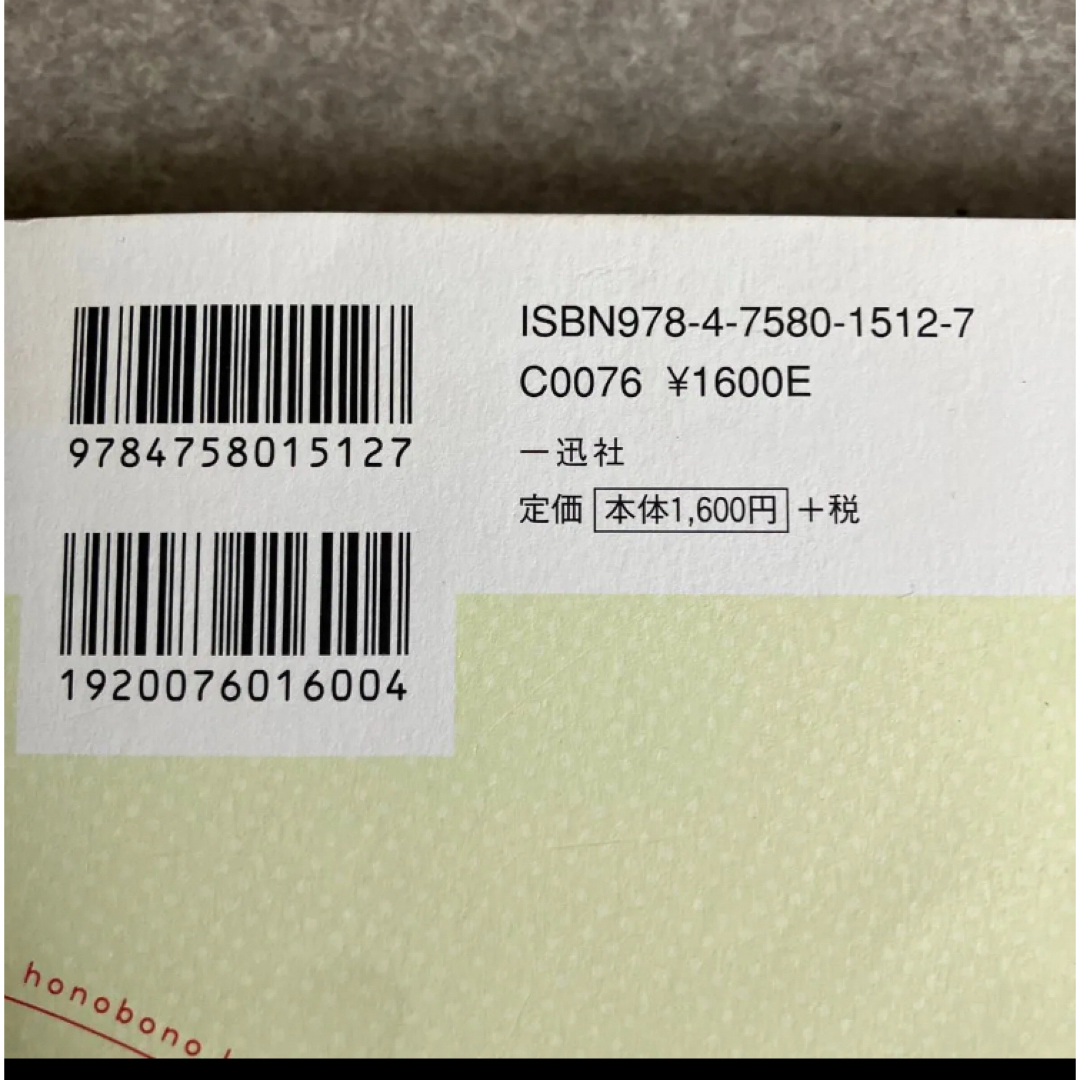 9784758015127
1920076016004
ISBN978-4-7580-1512-7
C0076 ¥1600E
一迅社
定価 本体1,600円 +税
honobono